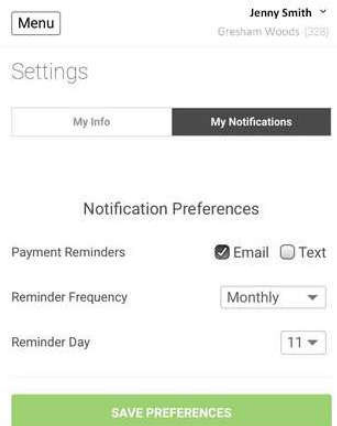 Menu
Jenny Smith
Gresham Woods (328)
Settings
My Info
My Notifications
Notification Preferences
Payment Reminders
Email
Text
Reminder Frequency
Monthly
Reminder Day
11
SAVE PREFERENCES